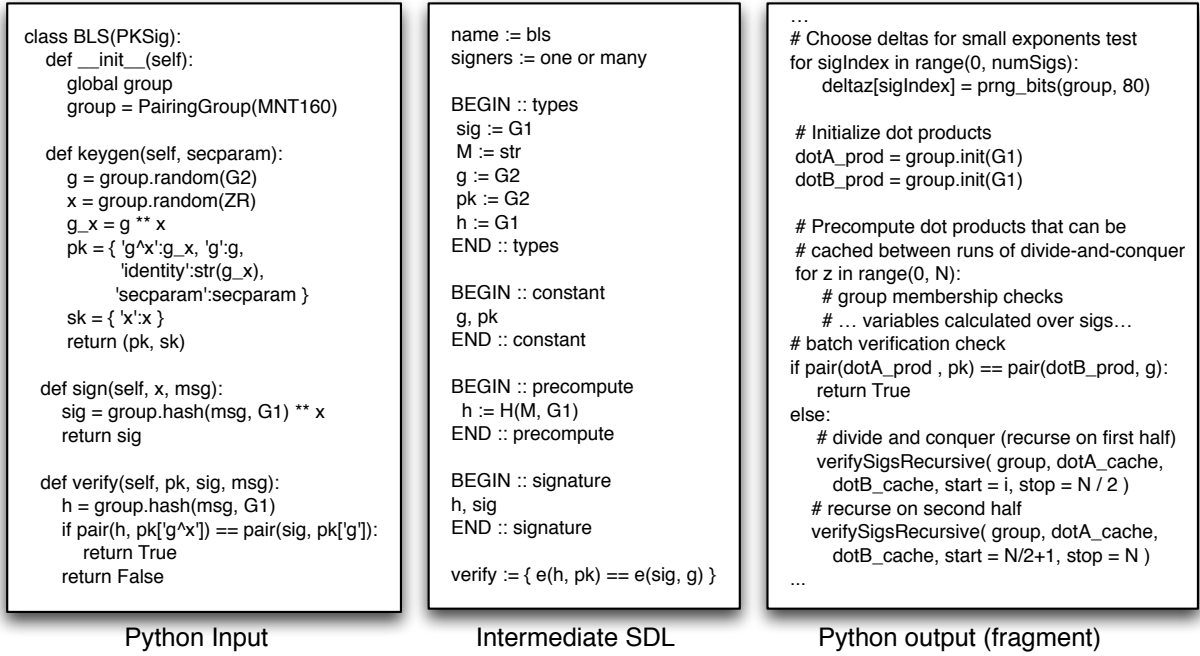 class BLS(PKSig):
def __init__(self):
global group
group = PairingGroup(MNT160)
def keygen(self, secparam):
g = group.random(G2)
x = group.random(ZR)
g_x = g ** x
pk = { 'g^x':g_x, 'g':g,
'identity':str(g_x),
'secparam':secparam }
sk = { 'x':x }
return (pk, sk)
def sign(self, x, msg):
sig = group.hash(msg, G1) ** x
return sig
def verify(self, pk, sig, msg):
h = group.hash(msg, G1)
if pair(h, pk['g^x']) == pair(sig, pk['g']):
return True
return False
Python Input
name := bls
signers := one or many
BEGIN :: types
sig := G1
M := str
g := G2
pk := G2
h := G1
END :: types
BEGIN :: constant
g, pk
END :: constant
BEGIN :: precompute
h := H(M, G1)
END :: precompute
BEGIN :: signature
h, sig
END :: signature
verify := { e(h, pk) == e(sig, g) }
Intermediate SDL
…
# Choose deltas for small exponents test
for sigIndex in range(0, numSigs):
deltaz[sigIndex] = prng_bits(group, 80)
# Initialize dot products
dotA_prod = group.init(G1)
dotB_prod = group.init(G1)
# Precompute dot products that can be
# cached between runs of divide-and-conquer
for z in range(0, N):
# group membership checks
# … variables calculated over sigs…
# batch verification check
if pair(dotA_prod , pk) == pair(dotB_prod, g):
return True
else:
# divide and conquer (recurse on first half)
verifySigsRecursive( group, dotA_cache,
dotB_cache, start = i, stop = N / 2 )
# recurse on second half
verifySigsRecursive( group, dotA_cache,
dotB_cache, start = N/2+1, stop = N )
...
Python output (fragment)